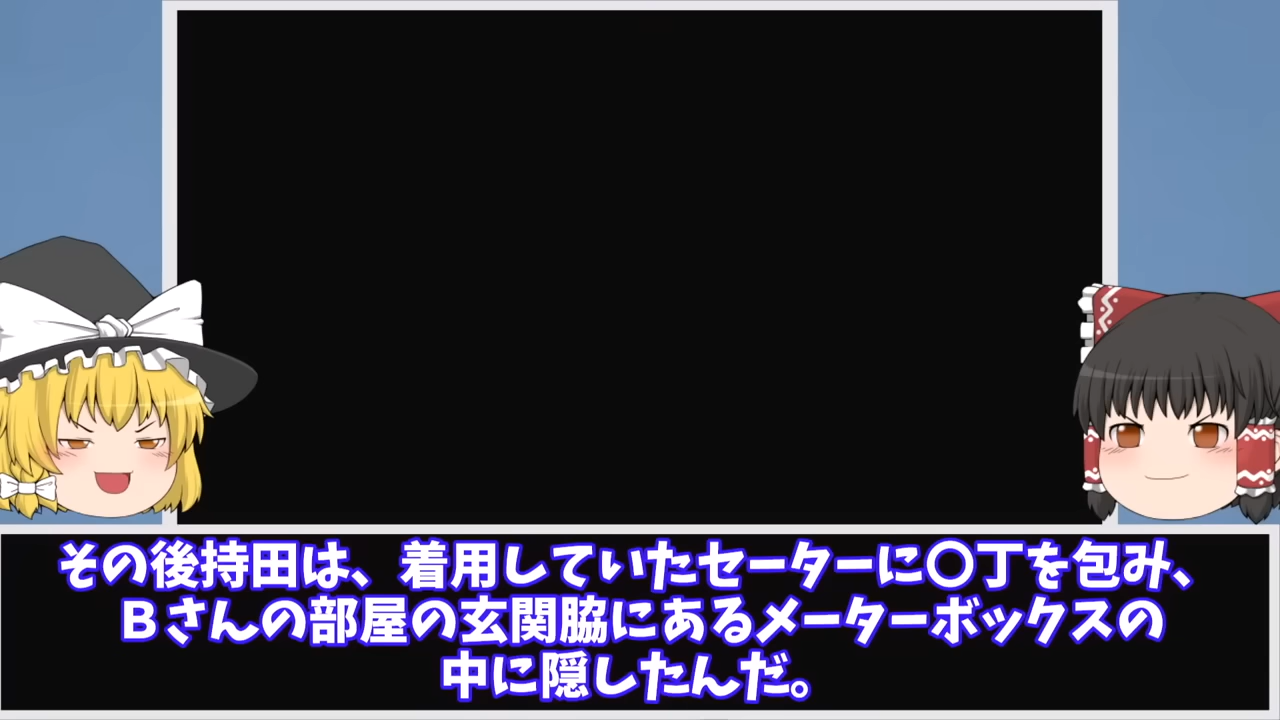 その後持田は、着用していたセーターに〇丁を包み、
Ｂさんの部屋の玄関脇にあるメーターボックスの
中に隠したんだ。